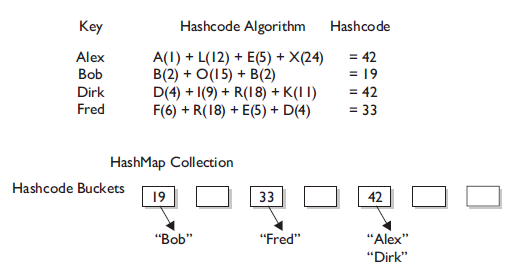 Key Hashcode Algorithm Hashcode
Alex A(1) + L(12) + E(5) + X(24) = 42
Bob B(2) + O(15) + B(2) = 19
Dirk D(4) + I(9) + R(18) + K(11) = 42
Fred F(6) + R(18) + E(5) + D(4) = 33
HashMap Collection
Hashcode Buckets 19 33 42
“Bob” “Fred” “Alex”
“Dirk”